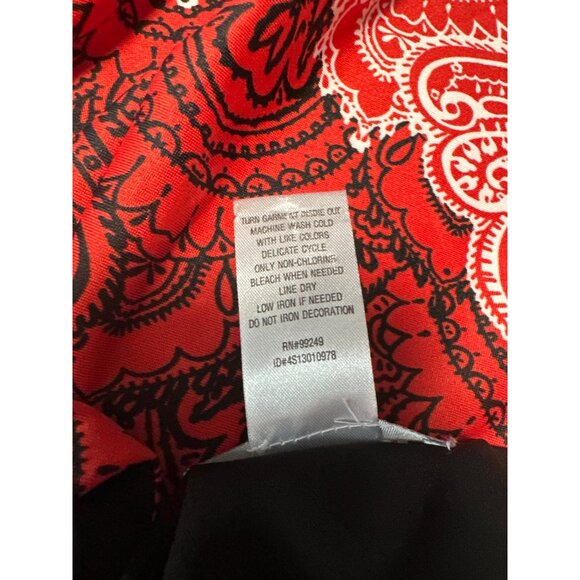 TURN GARMENT INSIDE OUT
MACHINE WASH COLD
WITH LIKE COLORS
DELICATE CYCLE
ONLY NON-CHLORINE
BLEACH WHEN NEEDED
LINE DRY
LOW IRON IF NEEDED
DO NOT IRON DECORATION
RN#99249
ID#4S13010978